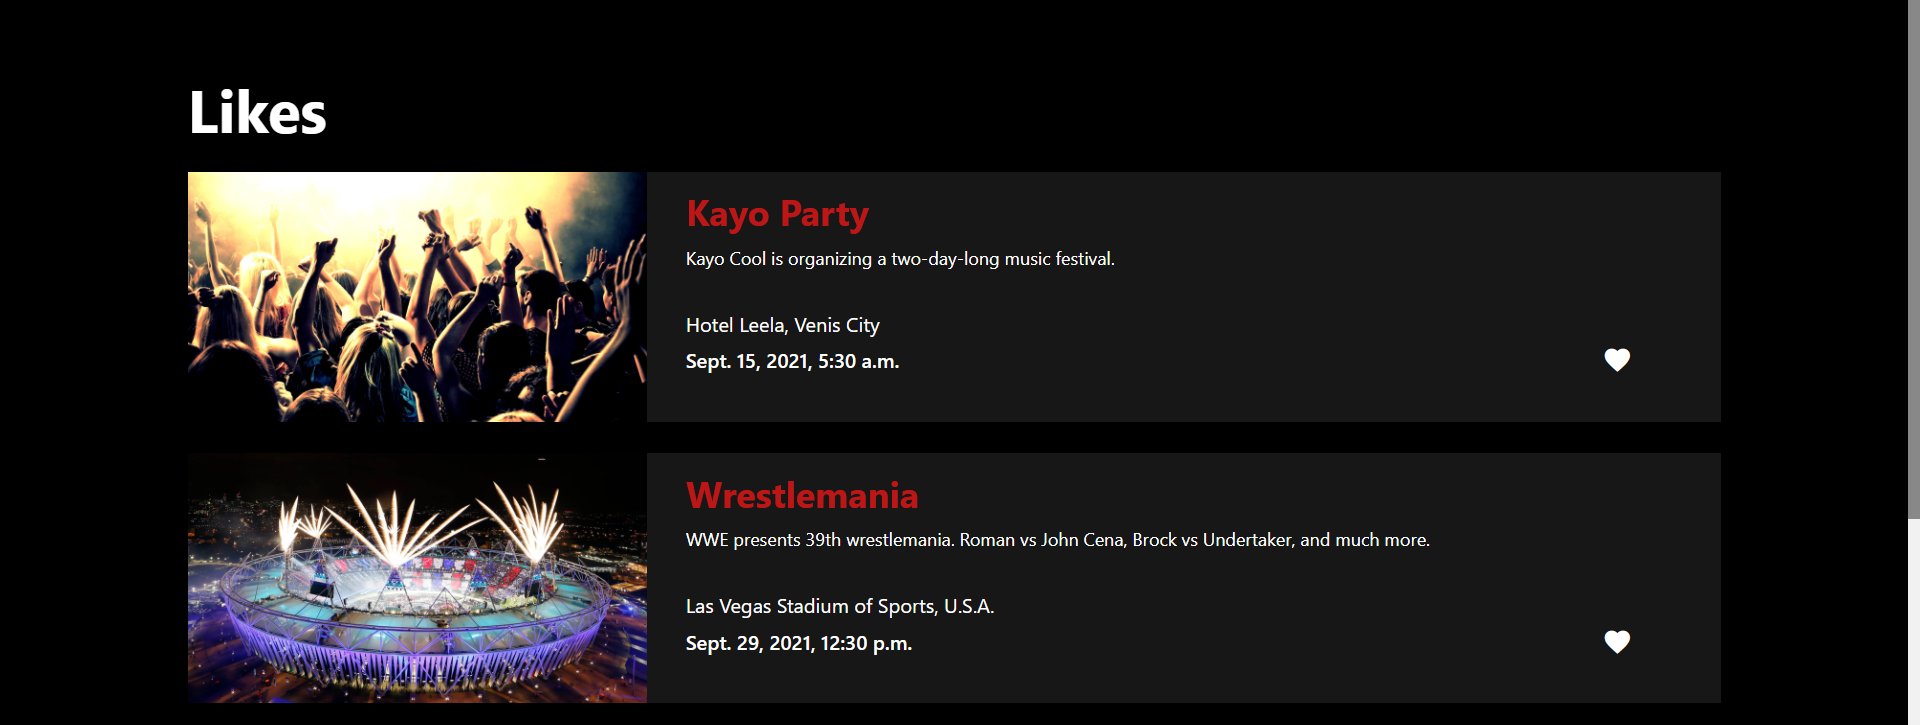 Likes
Kayo Party
Kayo Cool is organizing a two-day-long music festival.
Hotel Leela, Venis City
Sept. 15, 2021, 5:30 a.m.
Wrestlemania
WWE presents 39th wrestlemania. Roman vs John Cena, Brock vs Undertaker, and much more.
Las Vegas Stadium of Sports, U.S.A.
Sept. 29, 2021, 12:30 p.m.